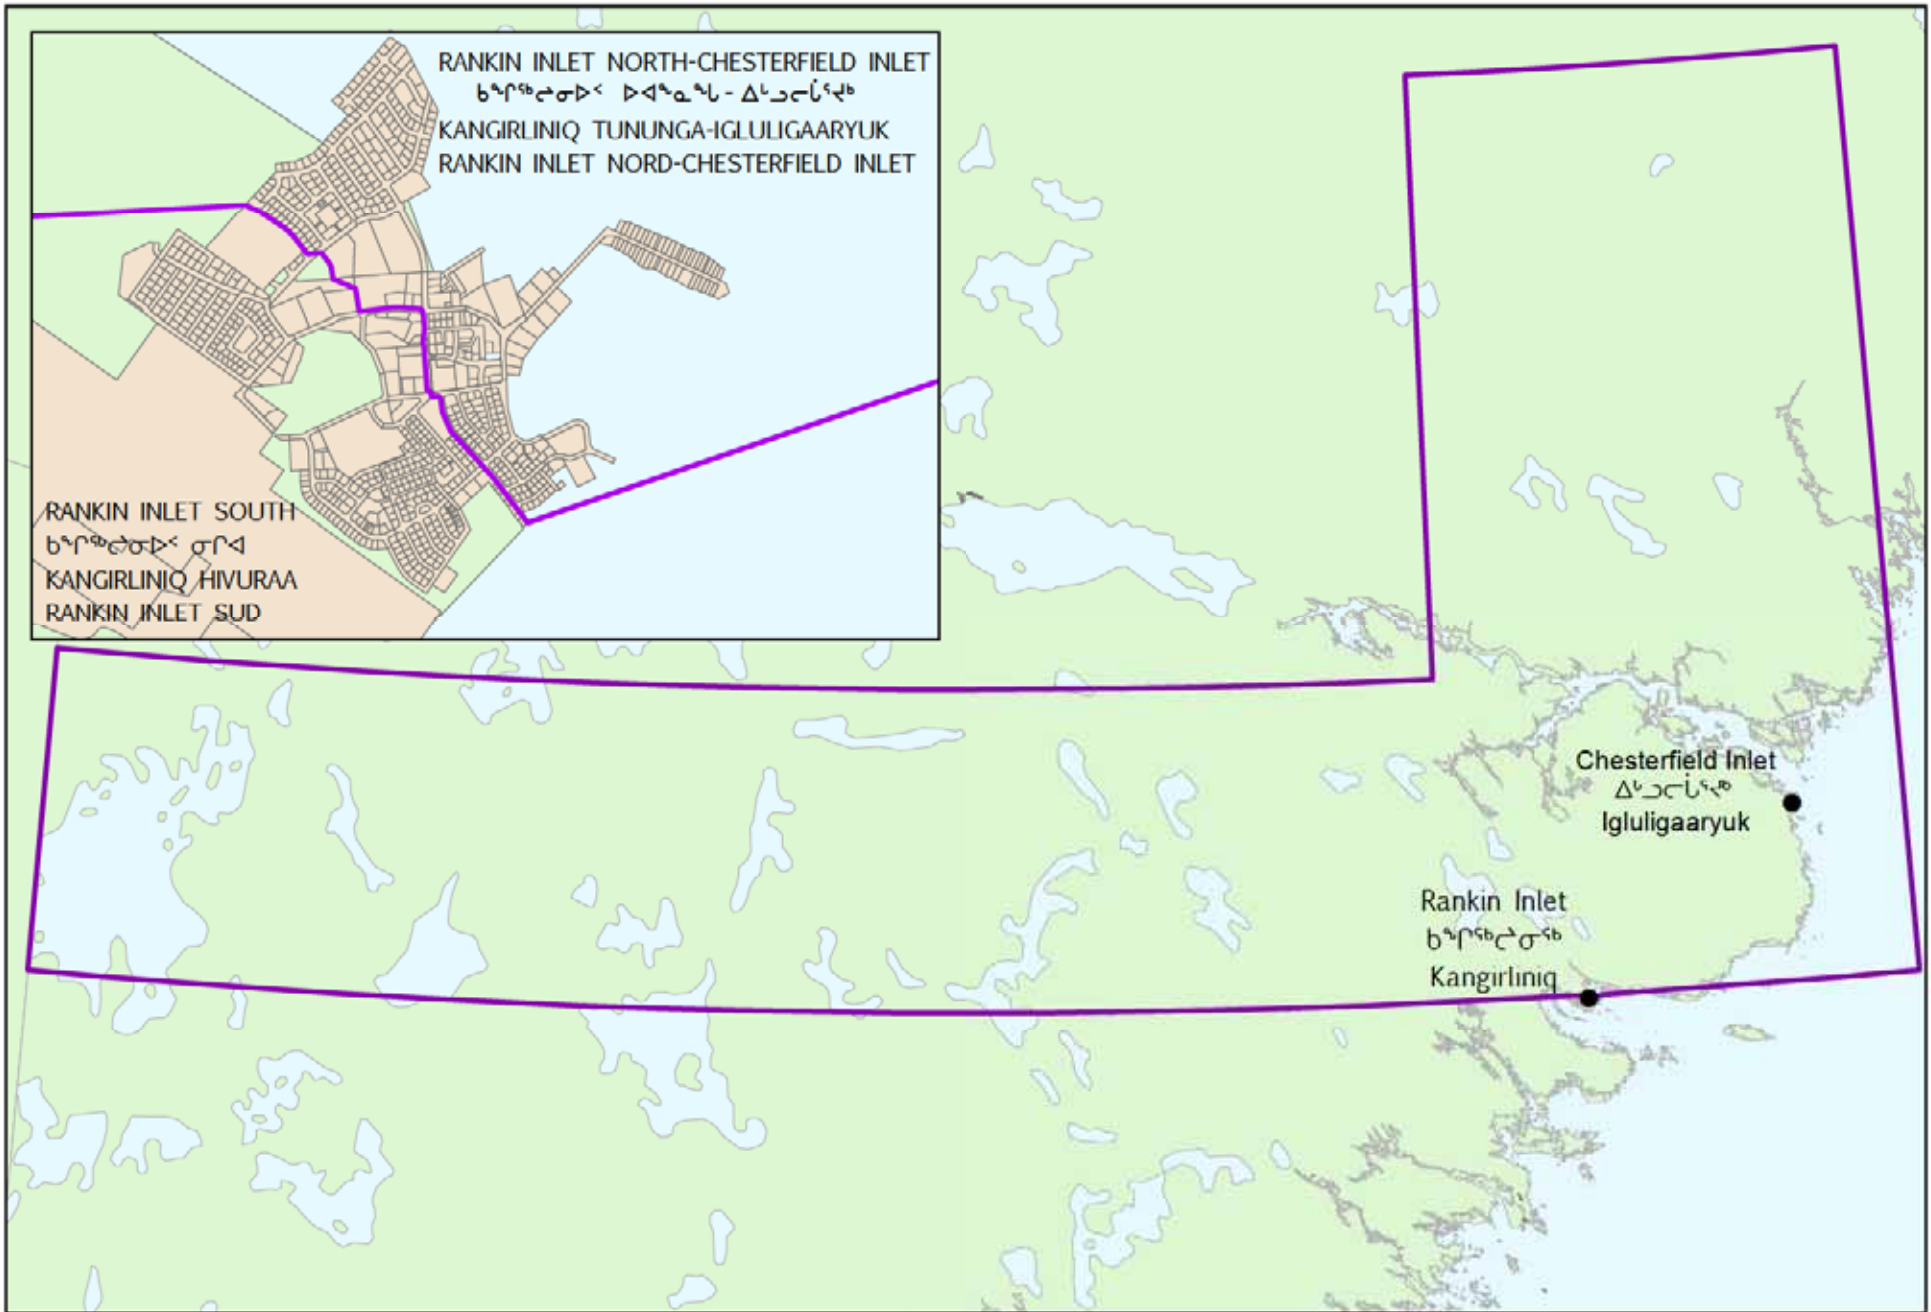 RANKIN INLET NORTH-CHESTERFIELD INLET
ᑲᖏᖅᖠᓂᐅᑉ ᐅᐊᖕᓇᖓ - ᐃᒡᓗᓕᒑᕐᔪᒃ
KANGIRLINIQ TUNUNGA-IGLULIGAARYUK
RANKIN INLET NORD-CHESTERFIELD INLET
RANKIN INLET SOUTH
ᑲᖏᖅᖠᓂᐅᑉ ᓂᒋᐊ
KANGIRLINIQ HIVURAA
RANKIN INLET SUD
Chesterfield Inlet
ᐃᒡᓗᓕᒑᕐᔪᒃ
Igluligaaryuk
Rankin Inlet
ᑲᖏᖅᖠᓂᖅ
Kangirliniq